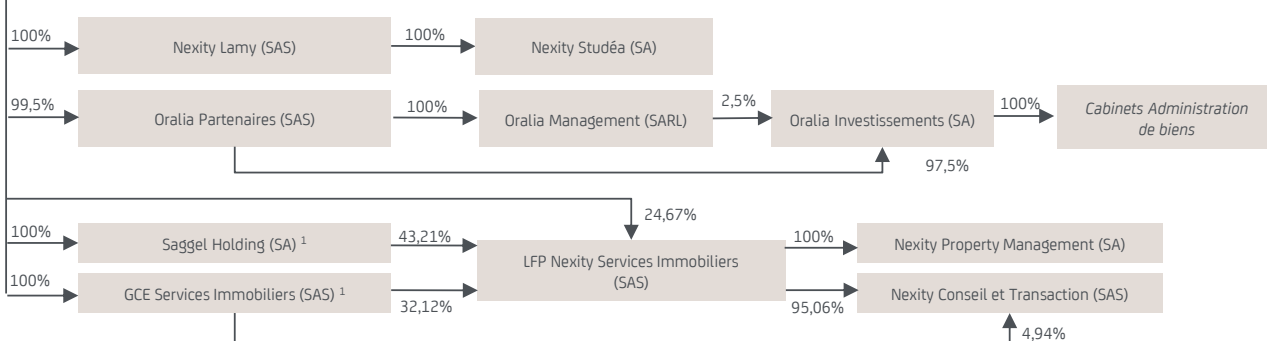 100%
Nexity Lamy (SAS)
100%
Nexity Studéa (SA)
99,5%
Oralia Partenaires (SAS)
100%
Oralia Management (SARL)
2,5%
Oralia Investissements (SA)
100%
Cabinets Administration
de biens
97,5%
24,67%
100%
Saggel Holding (SA) 1
43,21%
LFP Nexity Services Immobiliers
(SAS)
100%
Nexity Property Management (SA)
100%
GCE Services Immobiliers (SAS) 1
32,12%
95,06%
Nexity Conseil et Transaction (SAS)
4,94%